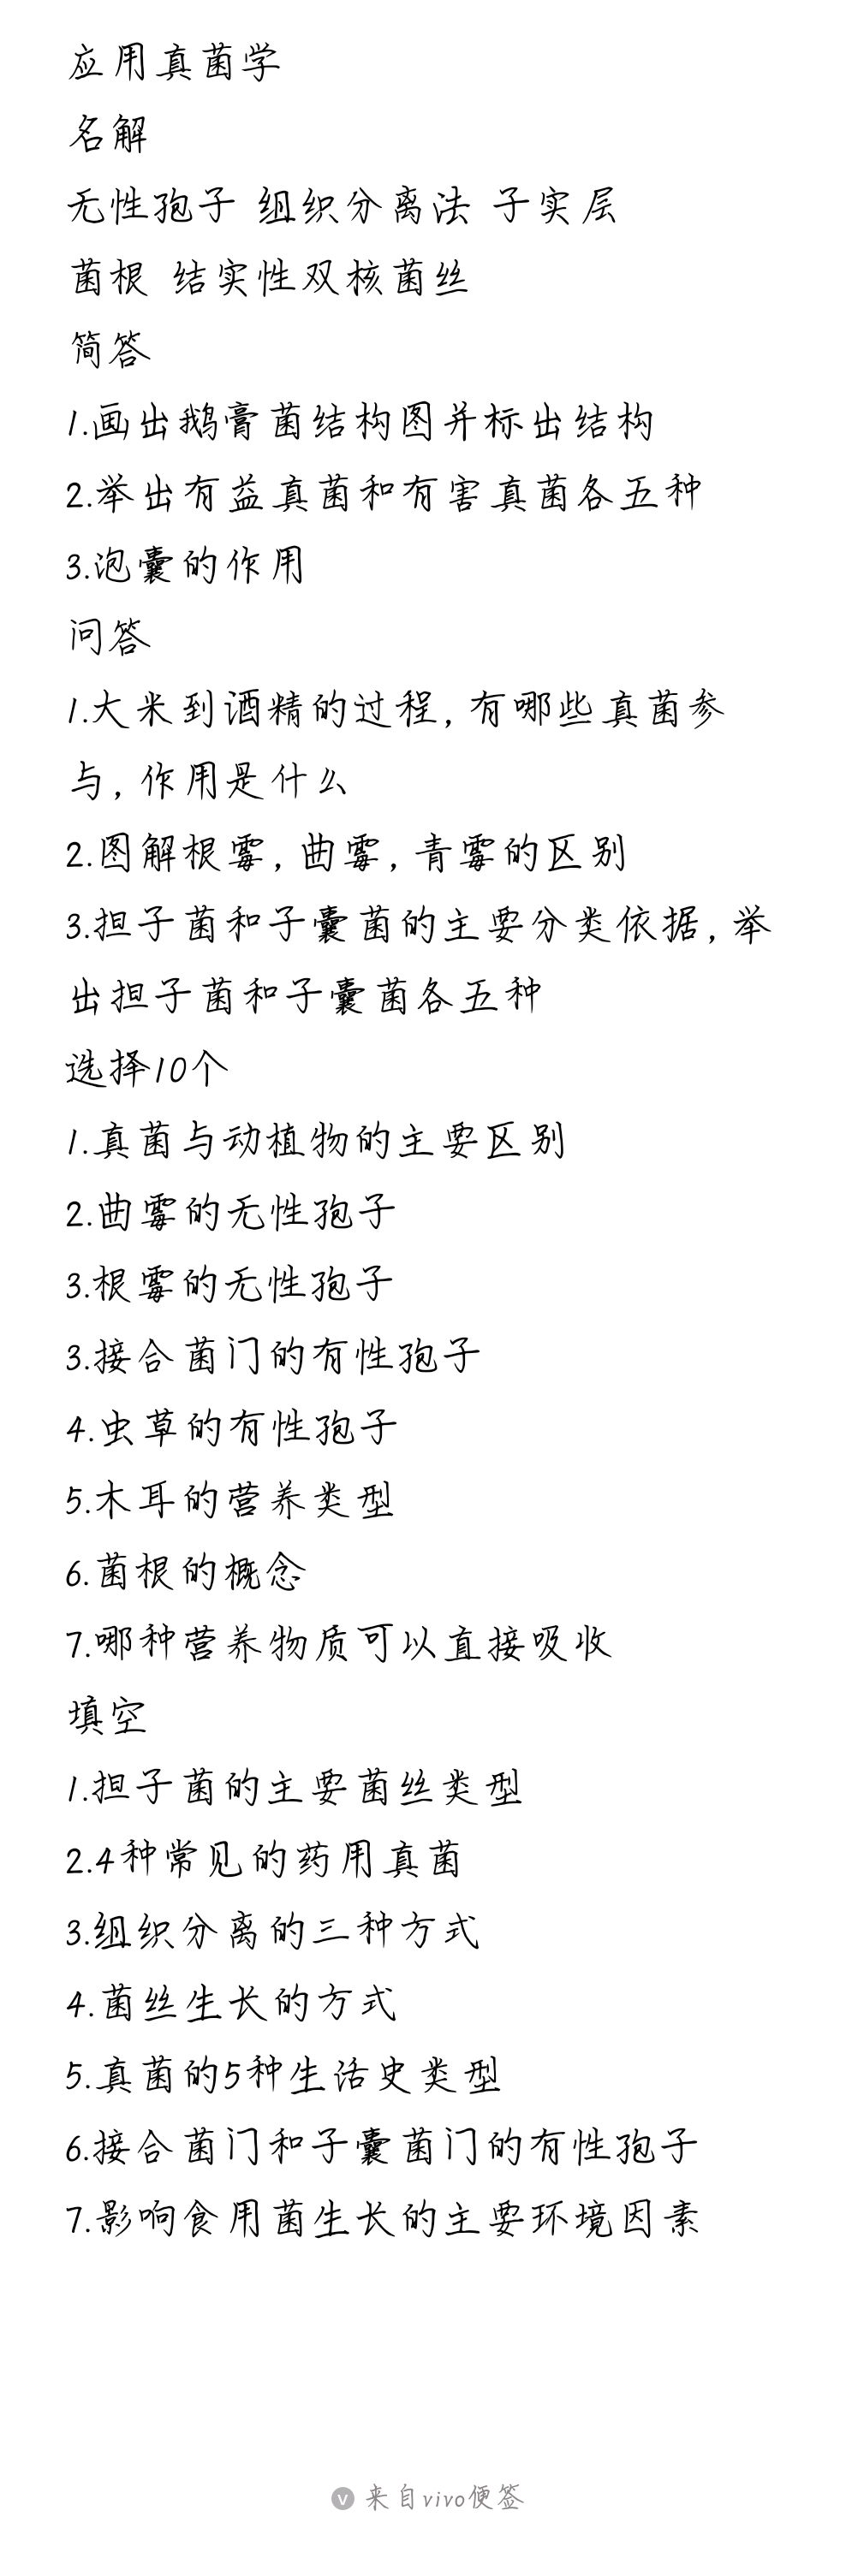 应用真菌学
名解
无性孢子 组织分离法 子实层
菌根 结实性双核菌丝
简答
1.画出鹅膏菌结构图并标出结构
2.举出有益真菌和有害真菌各五种
3.泡囊的作用
问答
1.大米到酒精的过程，有哪些真菌参
与，作用是什么
2.图解根霉，曲霉，青霉的区别
3.担子菌和子囊菌的主要分类依据，举
出担子菌和子囊菌各五种
选择10个
1.真菌与动植物的主要区别
2.曲霉的无性孢子
3.根霉的无性孢子
3.接合菌门的有性孢子
4.虫草的有性孢子
5.木耳的营养类型
6.菌根的概念
7.哪种营养物质可以直接吸收
填空
1.担子菌的主要菌丝类型
2.4种常见的药用真菌
3.组织分离的三种方式
4.菌丝生长的方式
5.真菌的5种生活史类型
6.接合菌门和子囊菌门的有性孢子
7.影响食用菌生长的主要环境因素
v 来自vivo便签